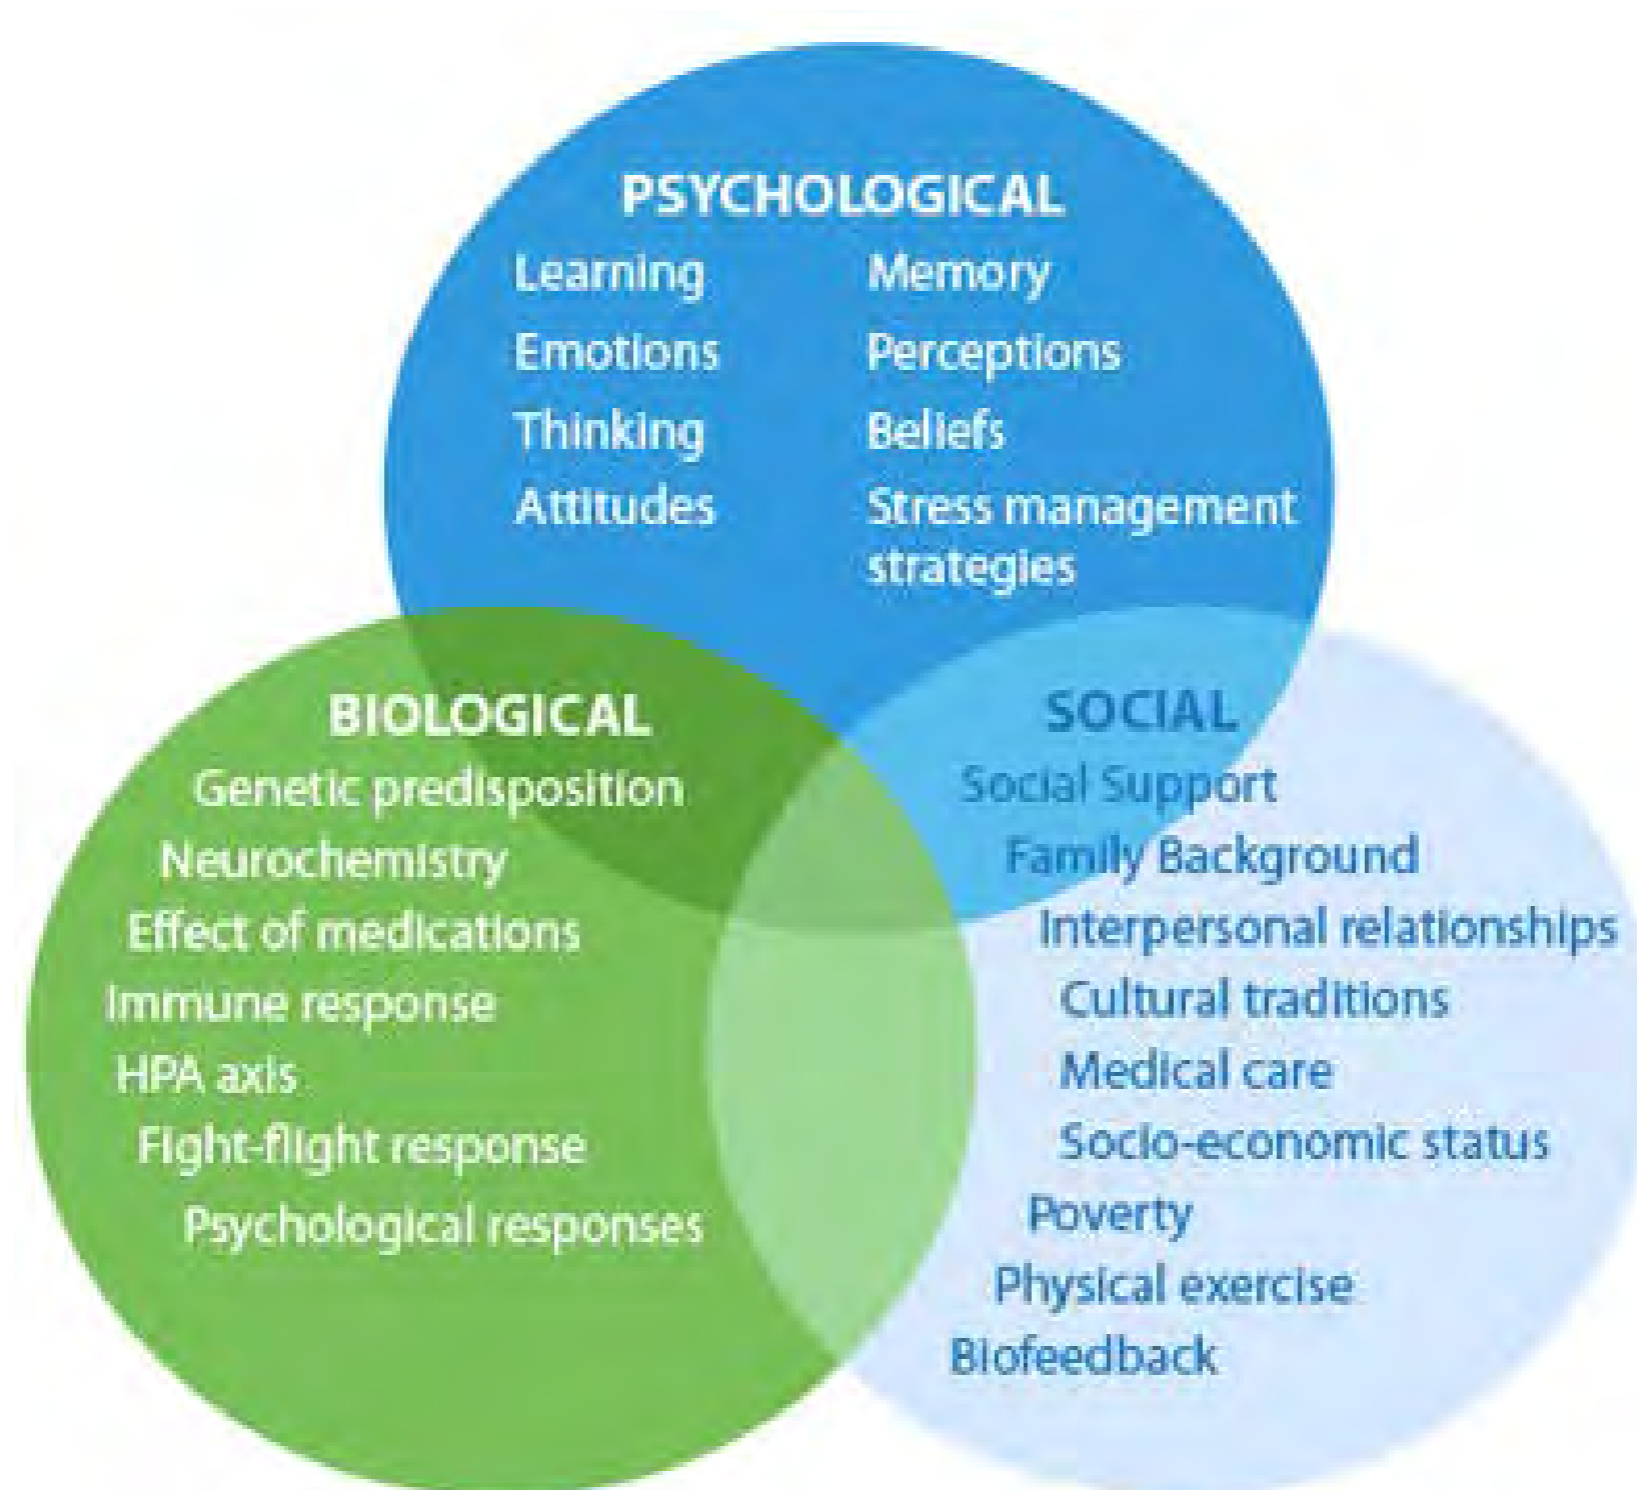 PSYCHOLOGICAL
Learning
Emotions
Thinking
Attitudes
Memory
Perceptions
Beliefs
Stress management
strategies
BIOLOGICAL
Genetic predisposition
Neurochemistry
Effect of medications
Immune response
HPA axis
Fight-flight response
Psychological responses
SOCIAL
Social Support
Family Background
Interpersonal relationships
Cultural traditions
Medical care
Socio-economic status
Poverty
Physical exercise
Biofeedback